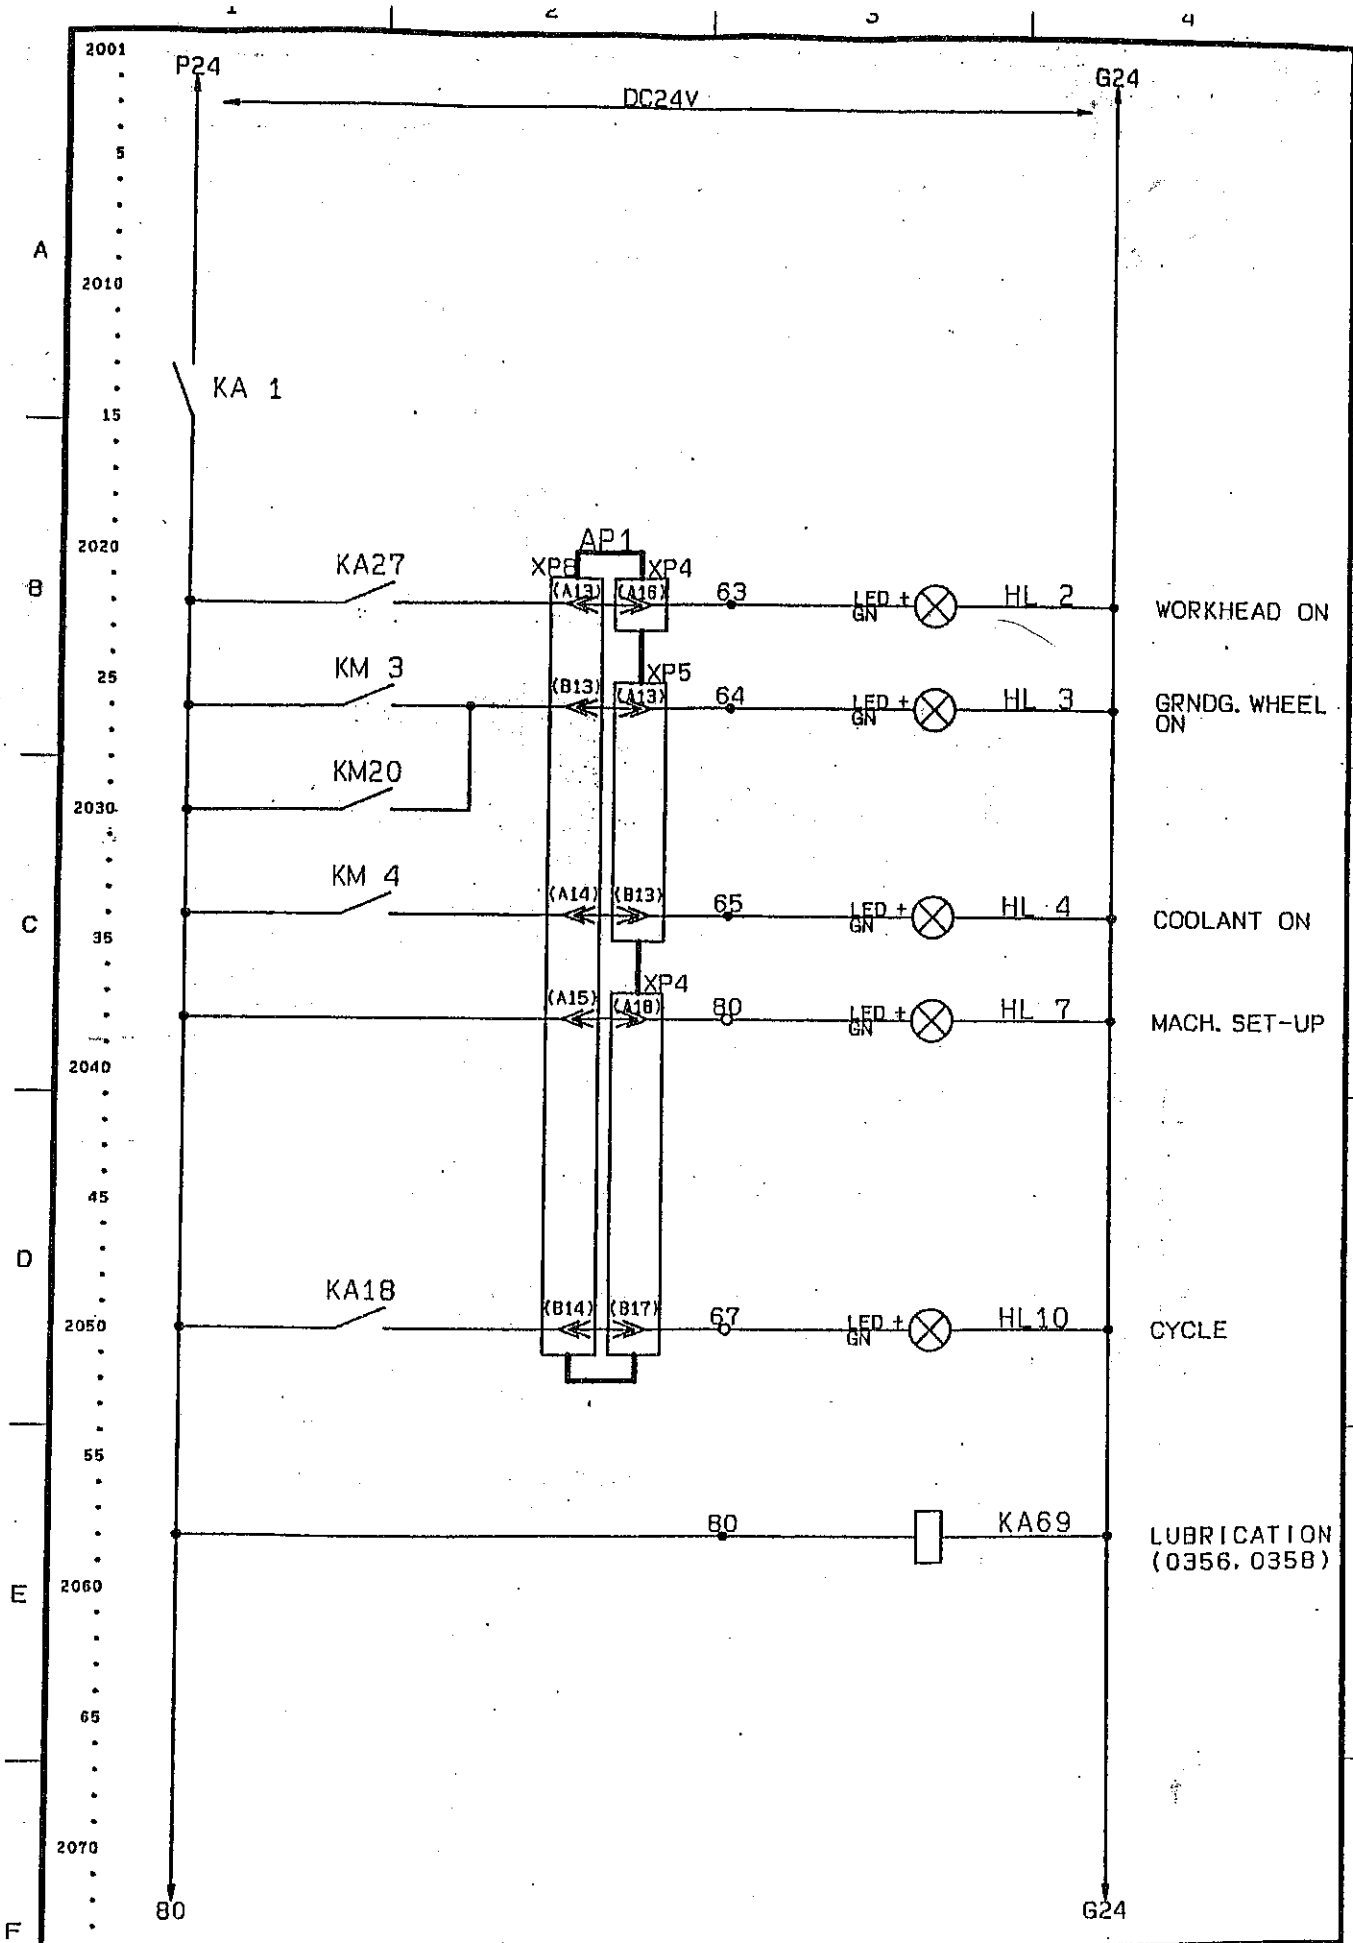 1 2 3 4
2001
P24 G24
DC24V
5
A
2010
KA 1
15
2020
AP1
KA27 XP8 XP4
B
(A13) (A16) 63 LED + HL 2
GN
WORKHEAD ON
25
KM 3 XP5
(B13) (A13) 64 LED + HL 3
GN
GRNDG. WHEEL
ON
KM20
2030
KM 4
(A14) (B13) 65 LED + HL 4
GN
COOLANT ON
C
35
XP4
(A15) (A18) 80 LED + HL 7
GN
MACH. SET-UP
2040
45
D
KA18
(B14) (B17) 67 LED + HL10
GN
CYCLE
2050
55
80 KA69
LUBRICATION
(0356, 0358)
E
2060
65
2070
80 G24
F